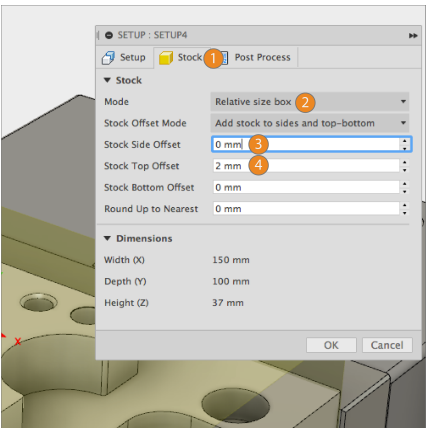 SETUP : SETUP4
Setup Stock 1 Post Process
Stock
Mode Relative size box 2
Stock Offset Mode Add stock to sides and top-bottom
Stock Side Offset 0 mm 3
Stock Top Offset 2 mm 4
Stock Bottom Offset 0 mm
Round Up to Nearest 0 mm
Dimensions
Width (X) 150 mm
Depth (Y) 100 mm
Height (Z) 37 mm
OK Cancel
X